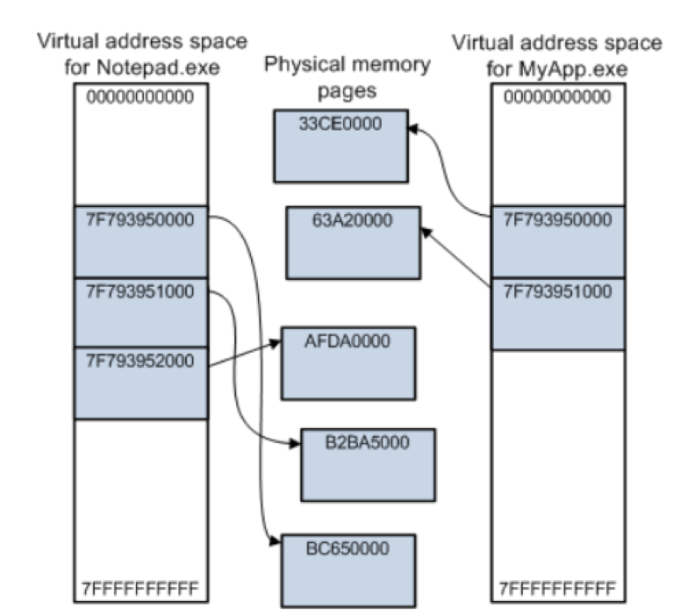 Virtual address space
for Notepad.exe
00000000000
7F793950000
7F793951000
7F793952000
7FFFFFFFFFF
Physical memory
pages
33CE0000
63A20000
AFDA0000
B2BA5000
BC650000
Virtual address space
for MyApp.exe
00000000000
7F793950000
7F793951000
7FFFFFFFFFF